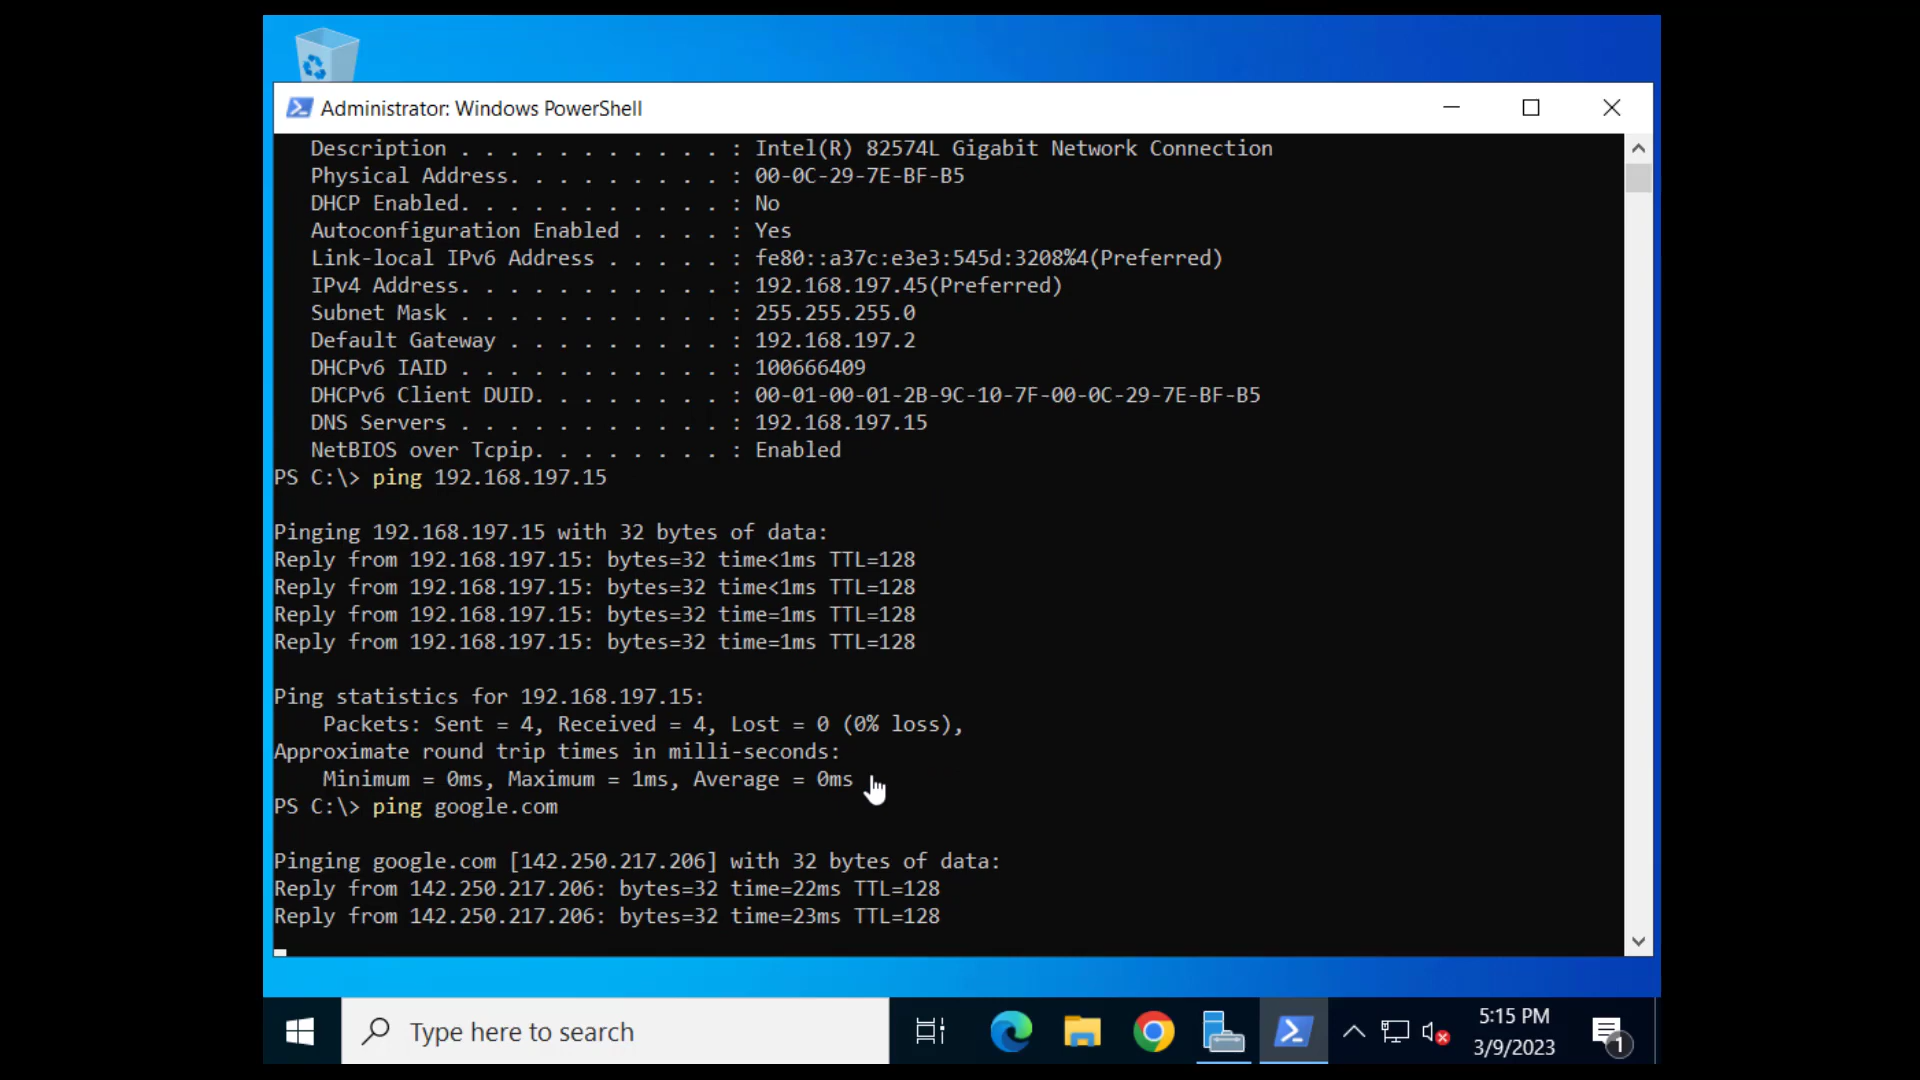 Administrator: Windows PowerShell
Description . . . . . . . . . . . : Intel(R) 82574L Gigabit Network Connection
Physical Address. . . . . . . . . : 00-0C-29-7E-BF-B5
DHCP Enabled. . . . . . . . . . . : No
Autoconfiguration Enabled . . . . : Yes
Link-local IPv6 Address . . . . . : fe80::a37c:e3e3:545d:3208%4(Preferred)
IPv4 Address. . . . . . . . . . . : 192.168.197.45(Preferred)
Subnet Mask . . . . . . . . . . . : 255.255.255.0
Default Gateway . . . . . . . . . : 192.168.197.2
DHCPv6 IAID . . . . . . . . . . . : 100666409
DHCPv6 Client DUID. . . . . . . . : 00-01-00-01-2B-9C-10-7F-00-0C-29-7E-BF-B5
DNS Servers . . . . . . . . . . . : 192.168.197.15
NetBIOS over Tcpip. . . . . . . . : Enabled
PS C:\> ping 192.168.197.15
Pinging 192.168.197.15 with 32 bytes of data:
Reply from 192.168.197.15: bytes=32 time<1ms TTL=128
Reply from 192.168.197.15: bytes=32 time<1ms TTL=128
Reply from 192.168.197.15: bytes=32 time=1ms TTL=128
Reply from 192.168.197.15: bytes=32 time=1ms TTL=128
Ping statistics for 192.168.197.15:
Packets: Sent = 4, Received = 4, Lost = 0 (0% loss),
Approximate round trip times in milli-seconds:
Minimum = 0ms, Maximum = 1ms, Average = 0ms
PS C:\> ping google.com
Pinging google.com [142.250.217.206] with 32 bytes of data:
Reply from 142.250.217.206: bytes=32 time=22ms TTL=128
Reply from 142.250.217.206: bytes=32 time=23ms TTL=128
Type here to search
5:15 PM
3/9/2023
1